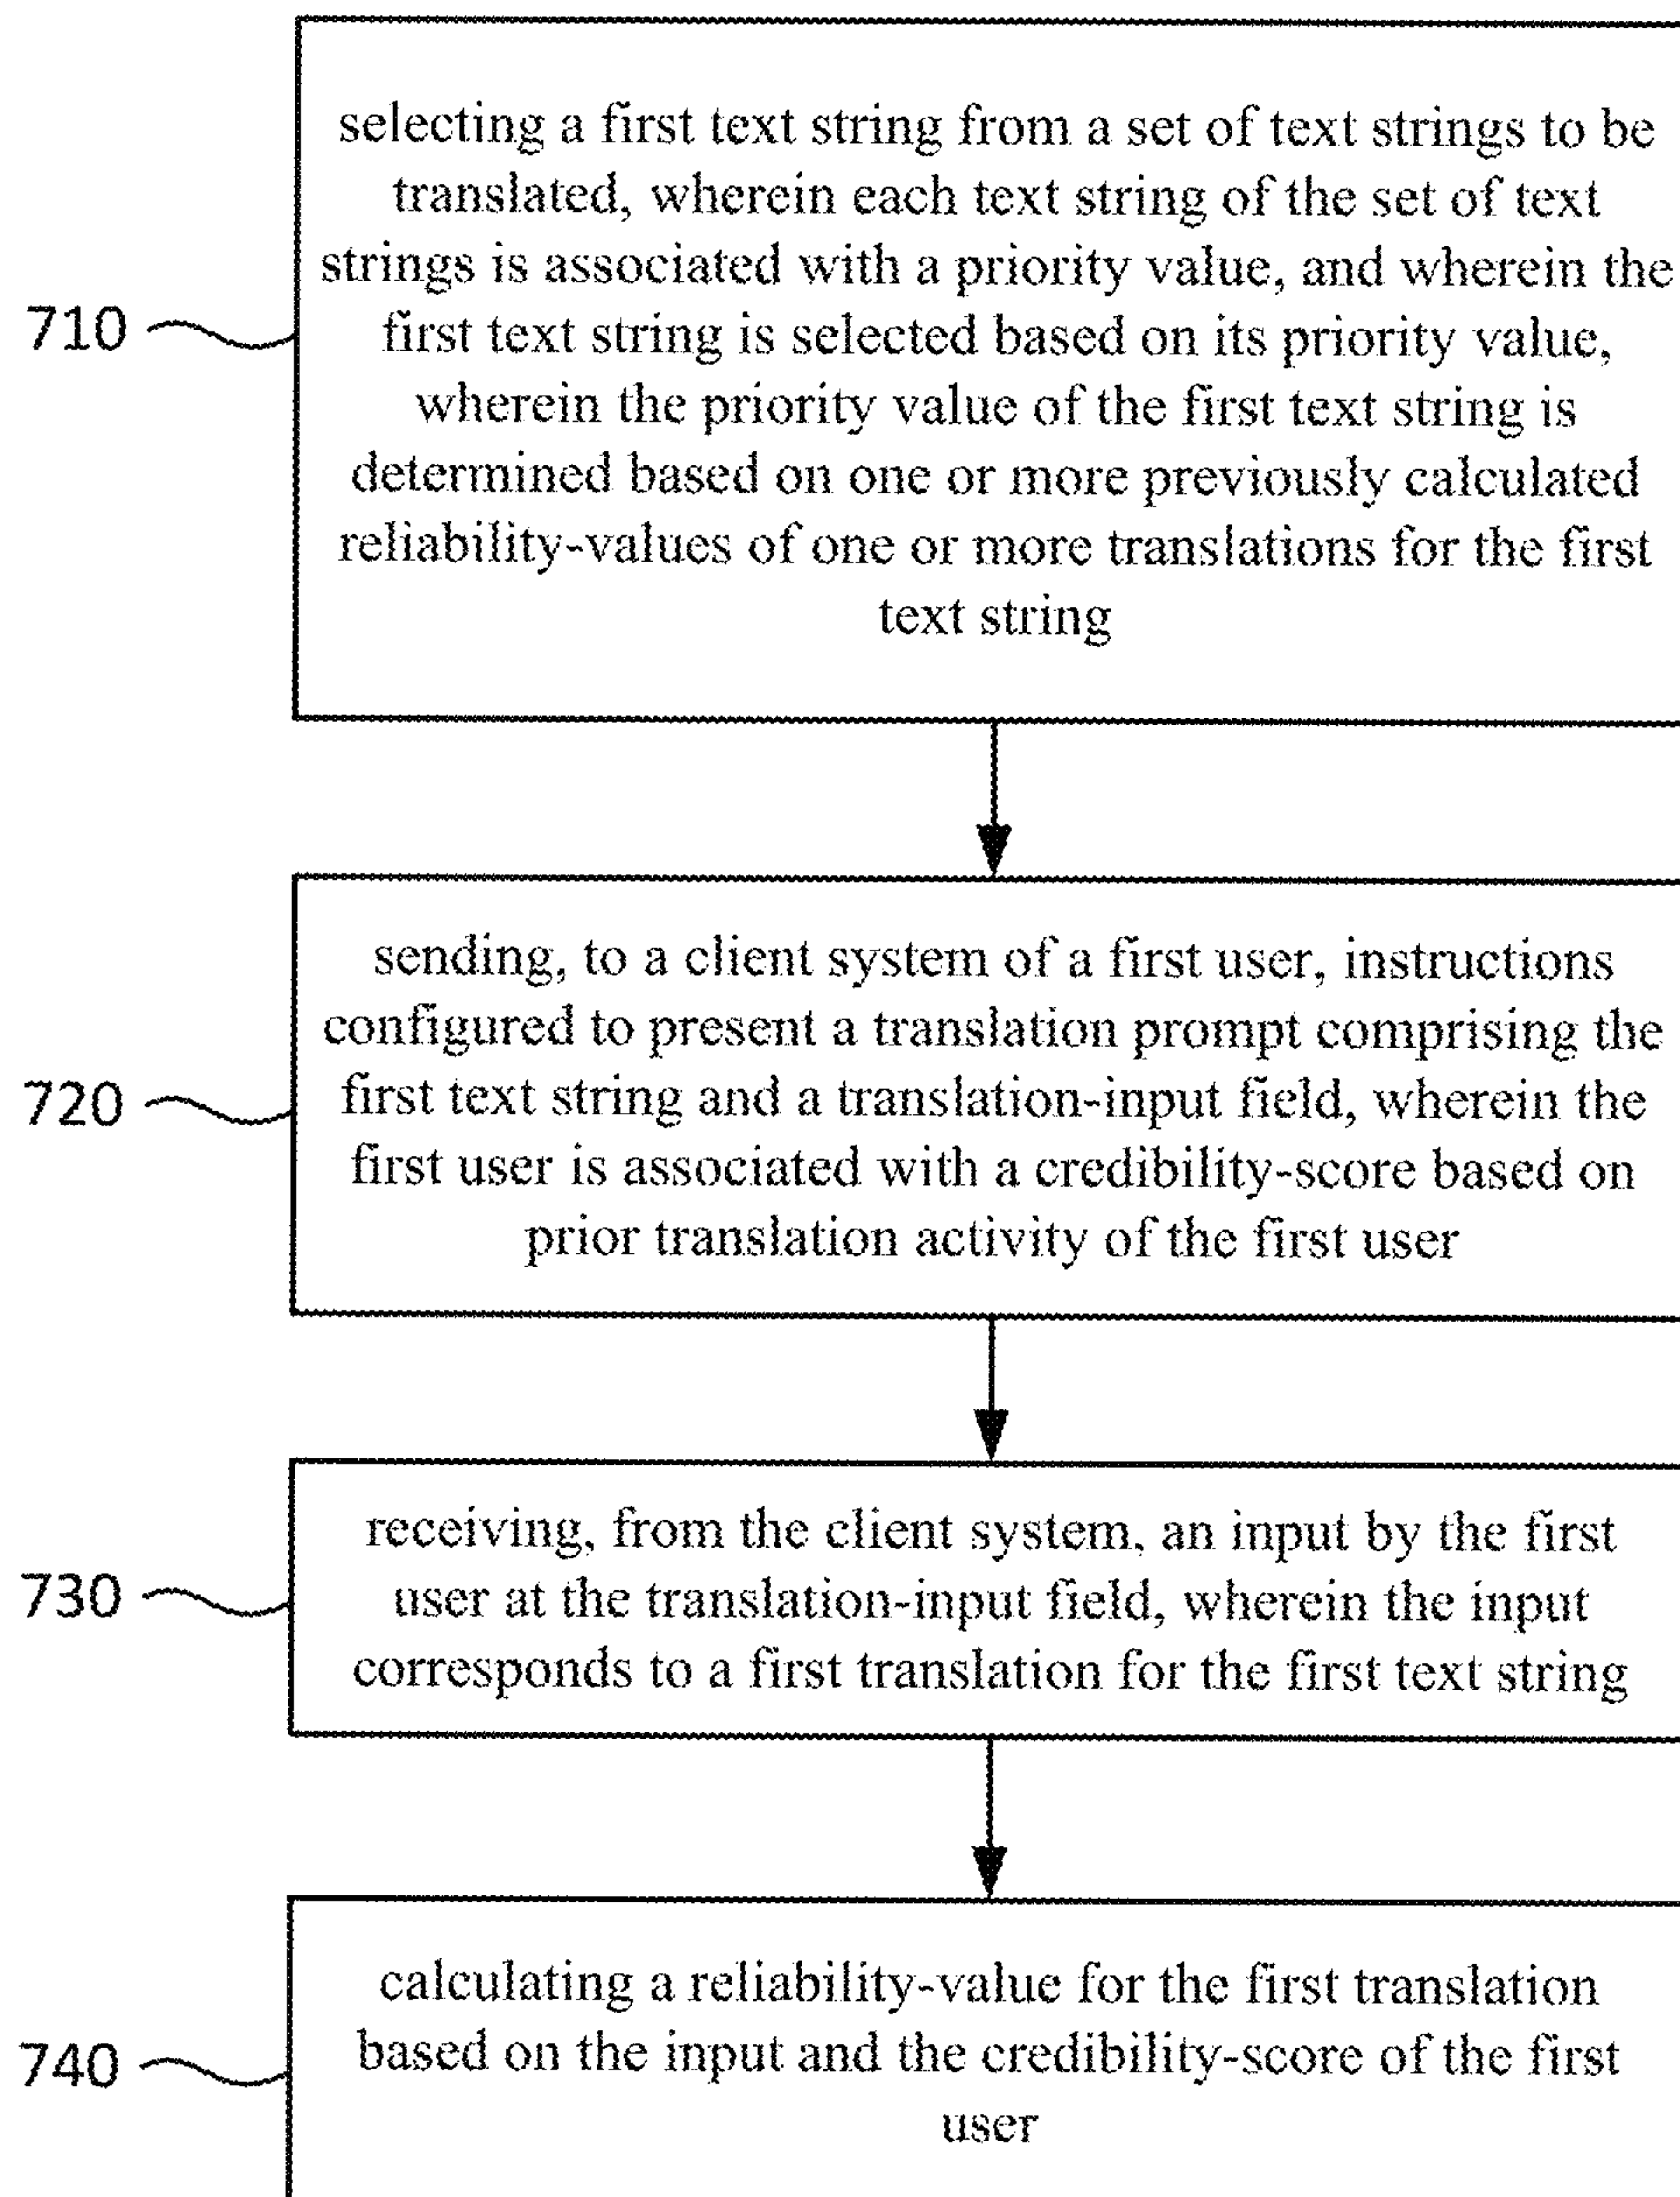 selecting a first text string from a set of text strings to be
translated, wherein each text string of the set of text
strings is associated with a priority value, and wherein the
710
first text string is selected based on its priority value,
wherein the priority value of the first text string is
determined based on one or more previously calculated
reliability-values of one or more translations for the first
text string
sending, to a client system of a first user, instructions
configured to present a translation prompt comprising the
720
first text string and a translation-input field, wherein the
first user is associated with a credibility-score based on
prior translation activity of the first user
receiving, from the client system, an input by the first
730
user at the translation-input field, wherein the input
corresponds to a first translation for the first text string
calculating a reliability-value for the first translation
740
based on the input and the credibility-score of the first
user